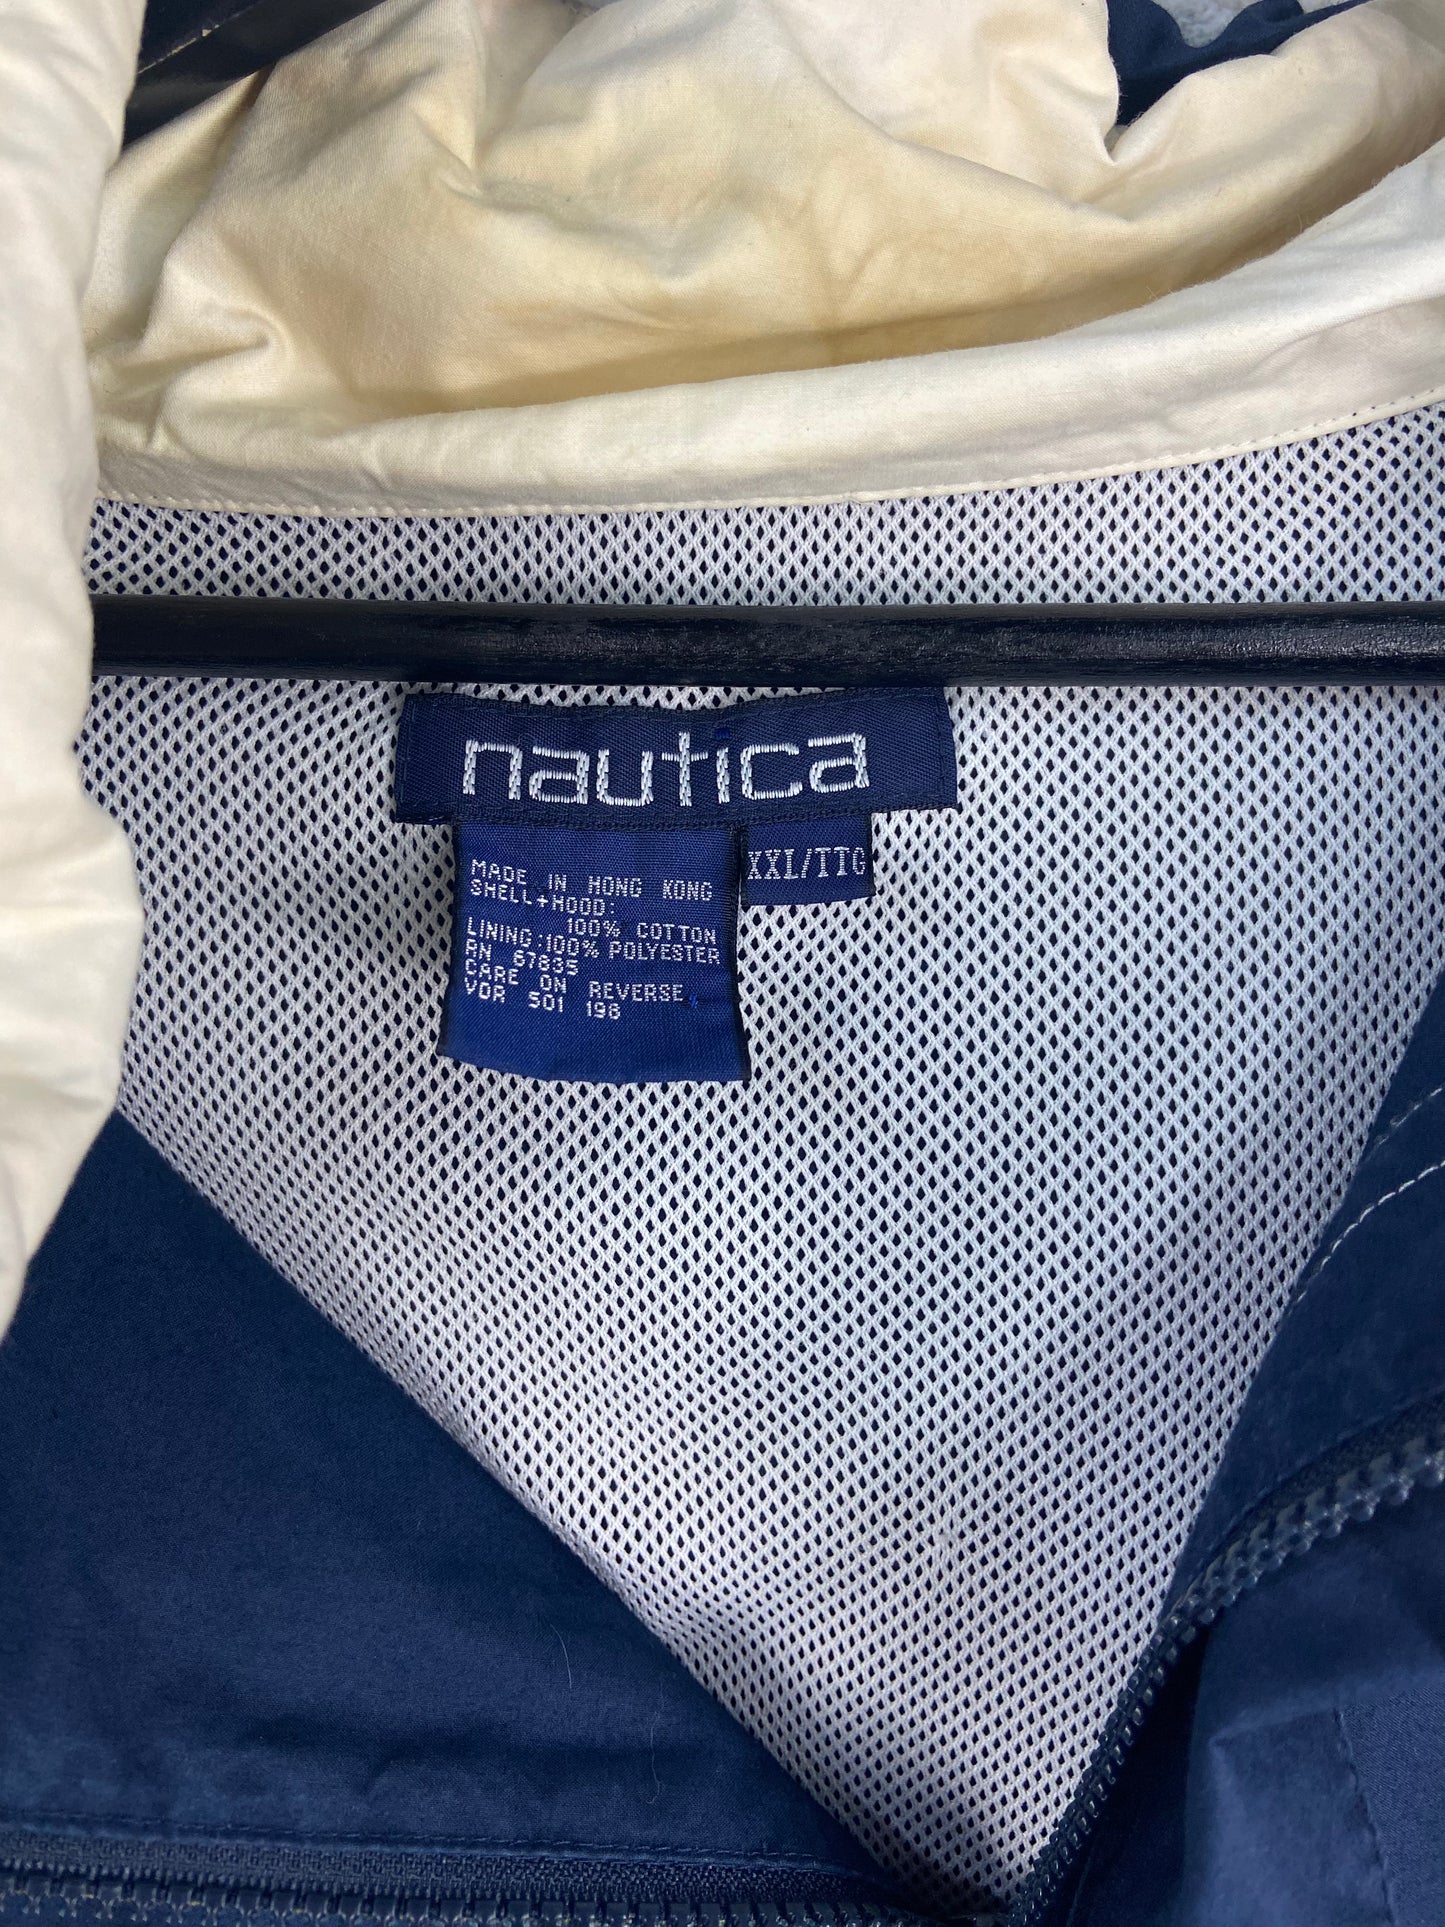 nautica
XXL/TTG
MADE IN HONG KONG
SHELL+HOOD:
100% COTTON
LINING:100% POLYESTER
RN 67835
CARE ON REVERSE
VDR 501 198